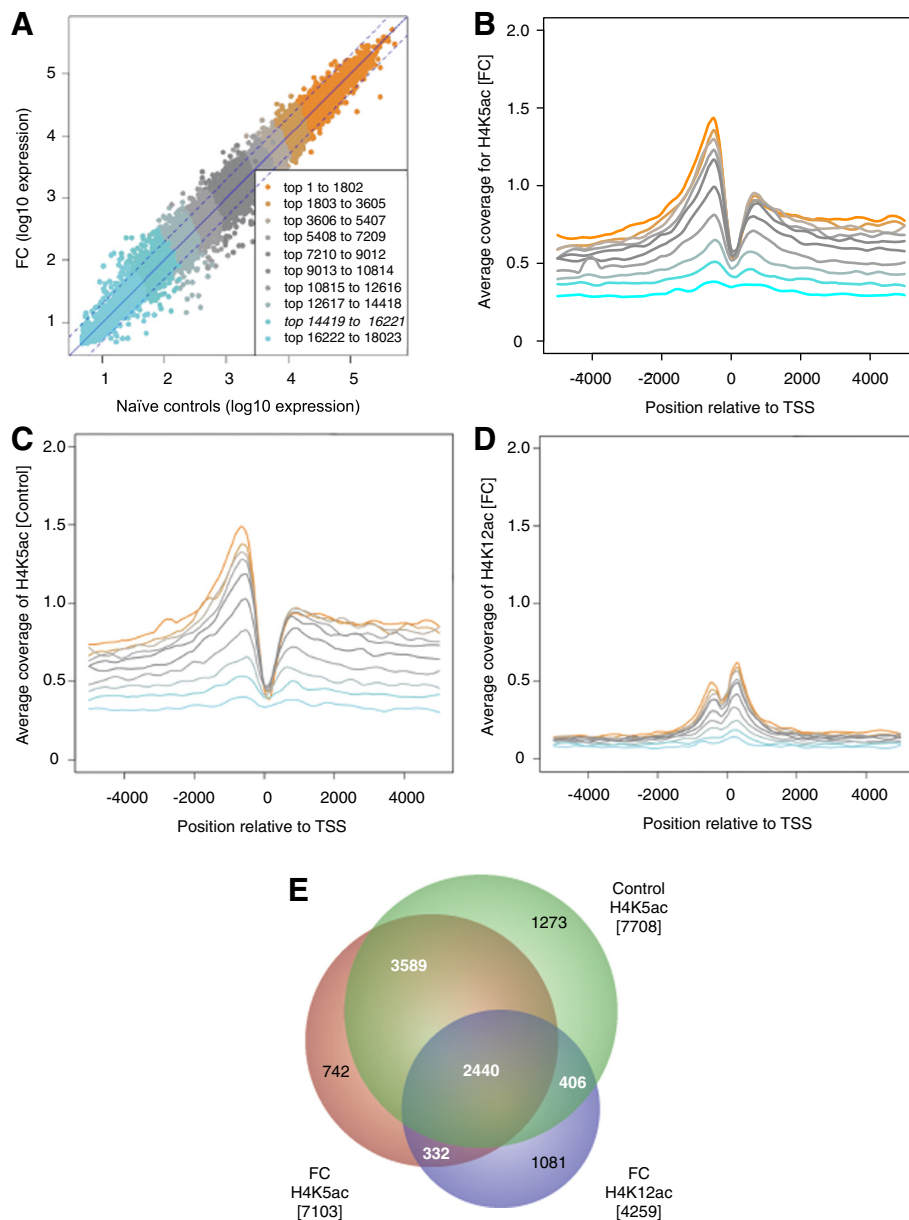 A
FC (log10 expression)
5
4
3
2
1
1 2 3 4 5
Naïve controls (log10 expression)
top 1 to 1802
top 1803 to 3605
top 3606 to 5407
top 5408 to 7209
top 7210 to 9012
top 9013 to 10814
top 10815 to 12616
top 12617 to 14418
top 14419 to 16221
top 16222 to 18023
B
Average coverage for H4K5ac [FC]
2.0
1.5
1.0
0.5
0
-4000 -2000 0 2000 4000
Position relative to TSS
C
Average coverage of H4K5ac [Control]
2.0
1.5
1.0
0.5
0
-4000 -2000 0 2000 4000
Position relative to TSS
D
Average coverage of H4K12ac [FC]
2.0
1.5
1.0
0.5
0
-4000 -2000 0 2000 4000
Position relative to TSS
E
Control
H4K5ac
[7708]
1273
3589
742
2440
406
332
1081
FC
H4K5ac
[7103]
FC
H4K12ac
[4259]